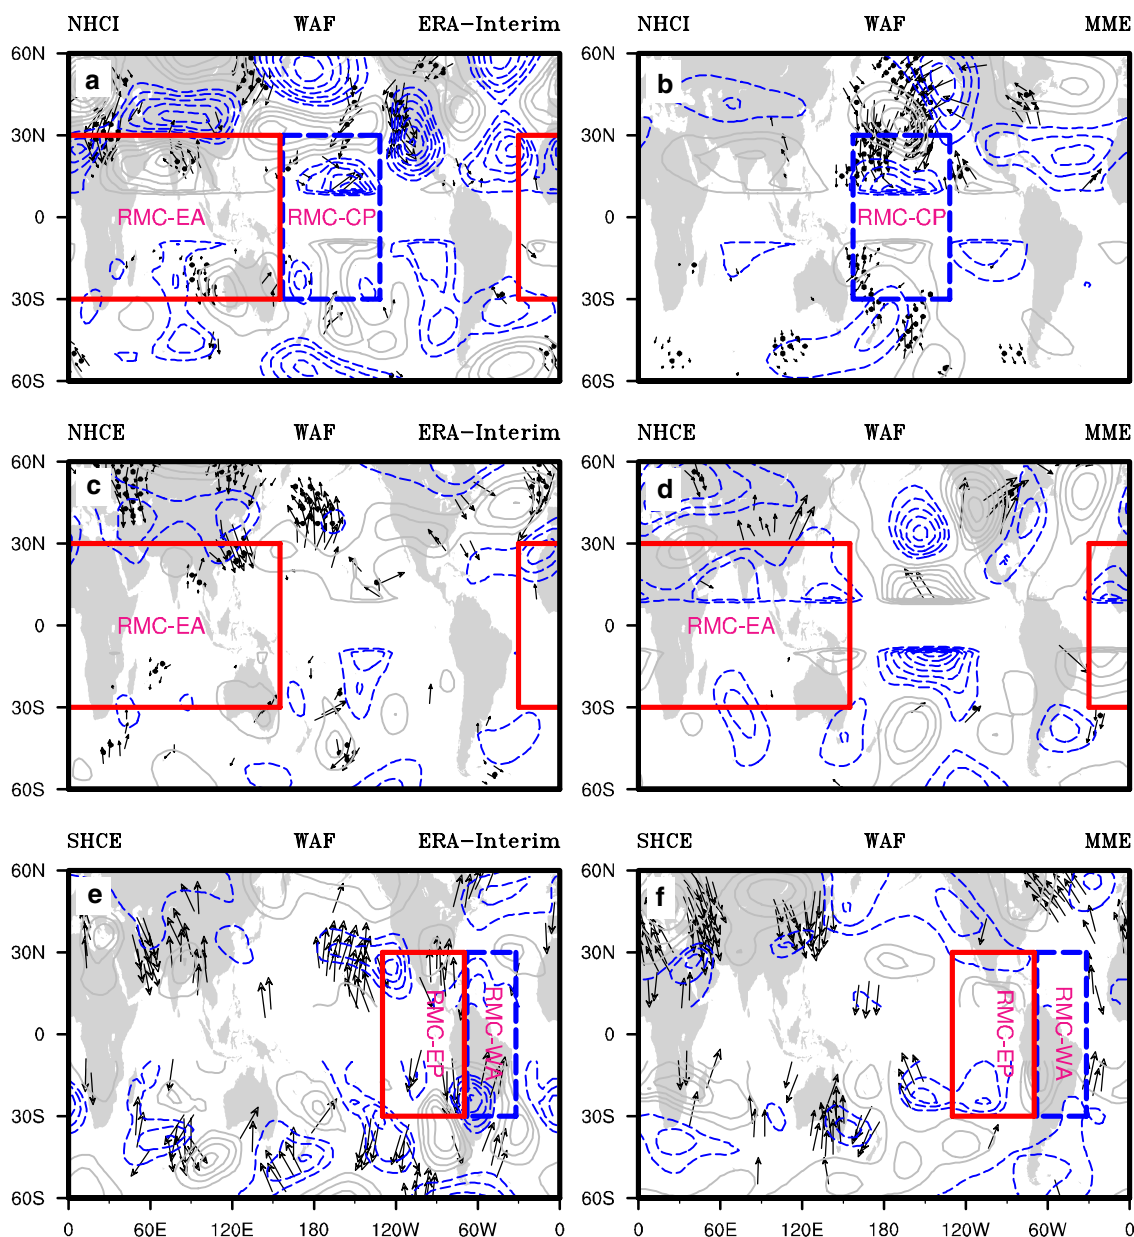 NHCI WAF ERA-Interim NHCI WAF MME
60N 60N
a b
30N 30N
RMC-EA RMC-CP RMC-CP
0 0
30S 30S
60S 60S
NHCE WAF ERA-Interim NHCE WAF MME
60N 60N
c d
30N 30N
RMC-EA RMC-EA
0 0
30S 30S
60S 60S
SHCE WAF ERA-Interim SHCE WAF MME
60N 60N
e f
30N 30N
RMC-EP RMC-WA RMC-EP RMC-WA
0 0
30S 30S
60S 60S
0 60E 120E 180 120W 60W 0 0 60E 120E 180 120W 60W 0